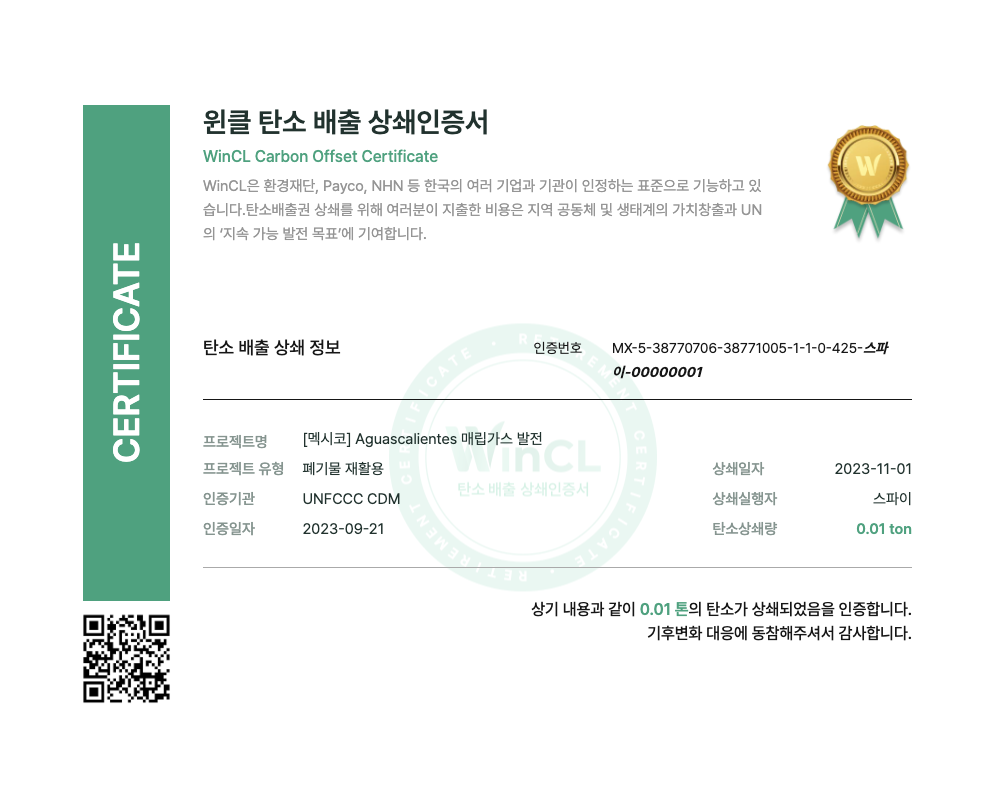 윈클 탄소 배출 상쇄인증서
WinCL Carbon Offset Certificate
WinCL은 환경재단, Payco, NHN 등 한국의 여러 기업과 기관이 인정하는 표준으로 기능하고 있
습니다.탄소배출권 상쇄를 위해 여러분이 지출한 비용은 지역 공동체 및 생태계의 가치창출과 UN
의 ‘지속 가능 발전 목표’에 기여합니다.
W
CERTIFICATE
탄소 배출 상쇄 정보
인증번호
MX-5-38770706-38771005-1-1-0-425-스파
이-00000001
프로젝트명 [멕시코] Aguascalientes 매립가스 발전
프로젝트 유형 폐기물 재활용
상쇄일자 2023-11-01
인증기관 UNFCCC CDM
상쇄실행자 스파이
인증일자 2023-09-21
탄소상쇄량 0.01 ton
RETIREMENT CERTIFICATE • RETIREMENT CERTIFICATE •
WinCL
탄소 배출 상쇄인증서
상기 내용과 같이 0.01 톤의 탄소가 상쇄되었음을 인증합니다.
기후변화 대응에 동참해주셔서 감사합니다.